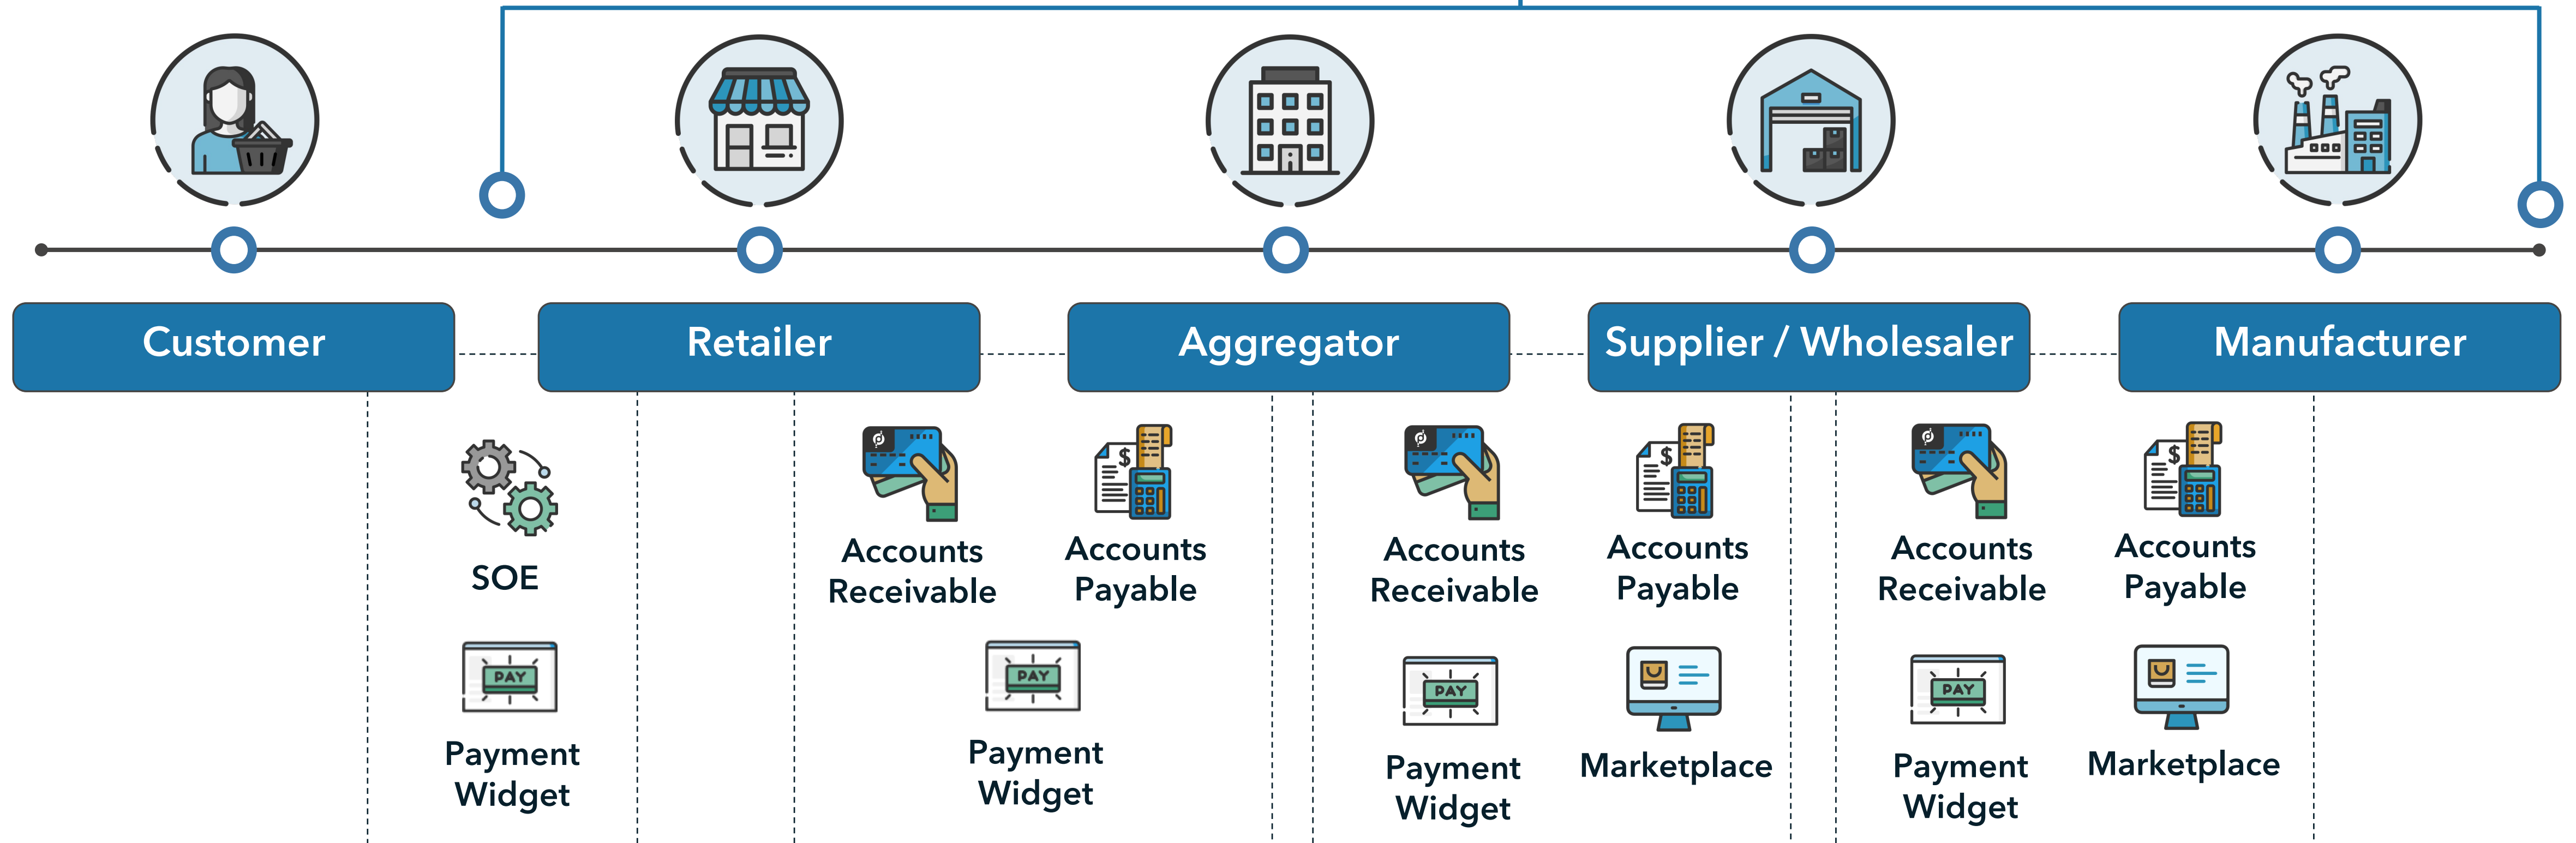 Customer
Retailer
Aggregator
Supplier / Wholesaler
Manufacturer
SOE
Payment
Widget
Accounts
Receivable
$
Accounts
Payable
PAY
Payment
Widget
PAY
Accounts
Receivable
$
Accounts
Payable
PAY
Payment
Widget
Marketplace
Accounts
Receivable
$
Accounts
Payable
PAY
Payment
Widget
Marketplace